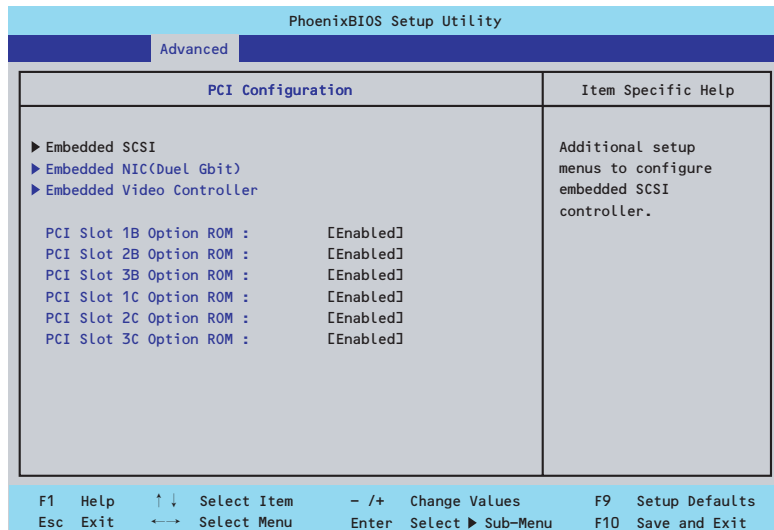 PhoenixBIOS Setup Utility
Advanced
PCI Configuration
Item Specific Help
▶ Embedded SCSI
▶ Embedded NIC(Duel Gbit)
▶ Embedded Video Controller
PCI Slot 1B Option ROM : [Enabled]
PCI Slot 2B Option ROM : [Enabled]
PCI Slot 3B Option ROM : [Enabled]
PCI Slot 1C Option ROM : [Enabled]
PCI Slot 2C Option ROM : [Enabled]
PCI Slot 3C Option ROM : [Enabled]
Additional setup
menus to configure
embedded SCSI
controller.
F1 Help ↑↓ Select Item – /+ Change Values F9 Setup Defaults
Esc Exit ←→ Select Menu Enter Select ▶ Sub-Menu F10 Save and Exit